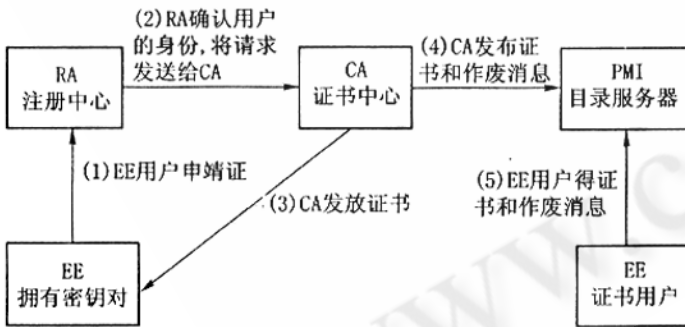 (2)RA确认用户
的身份,将请求
发送给CA
(4)CA发布证
书和作废消息
RA
注册中心
CA
证书中心
PMI
目录服务器
(1)EE用户申靖证
(3)CA发放证书
(5)EE用户得证
书和作废消息
EE
拥有密钥对
EE
证书用户
www.c